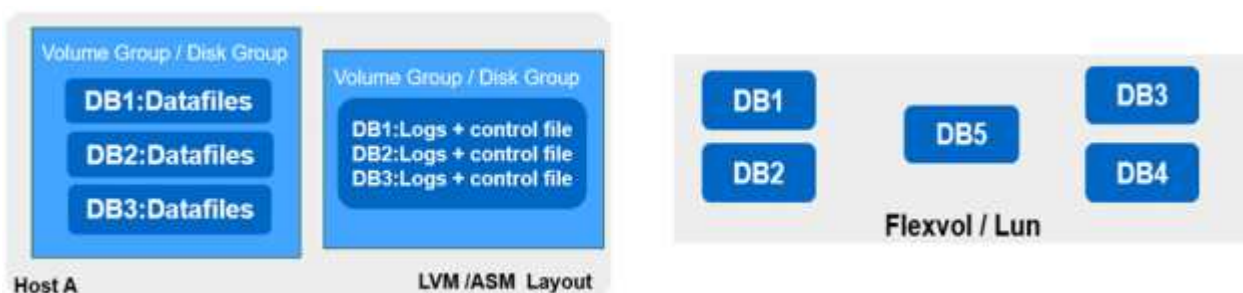 Volume Group / Disk Group
DB1:Datafiles
DB2:Datafiles
DB3:Datafiles
Volume Group / Disk Group
DB1:Logs + control file
DB2:Logs + control file
DB3:Logs + control file
Host A
LVM /ASM Layout
DB1
DB2
DB5
DB3
DB4
Flexvol / Lun